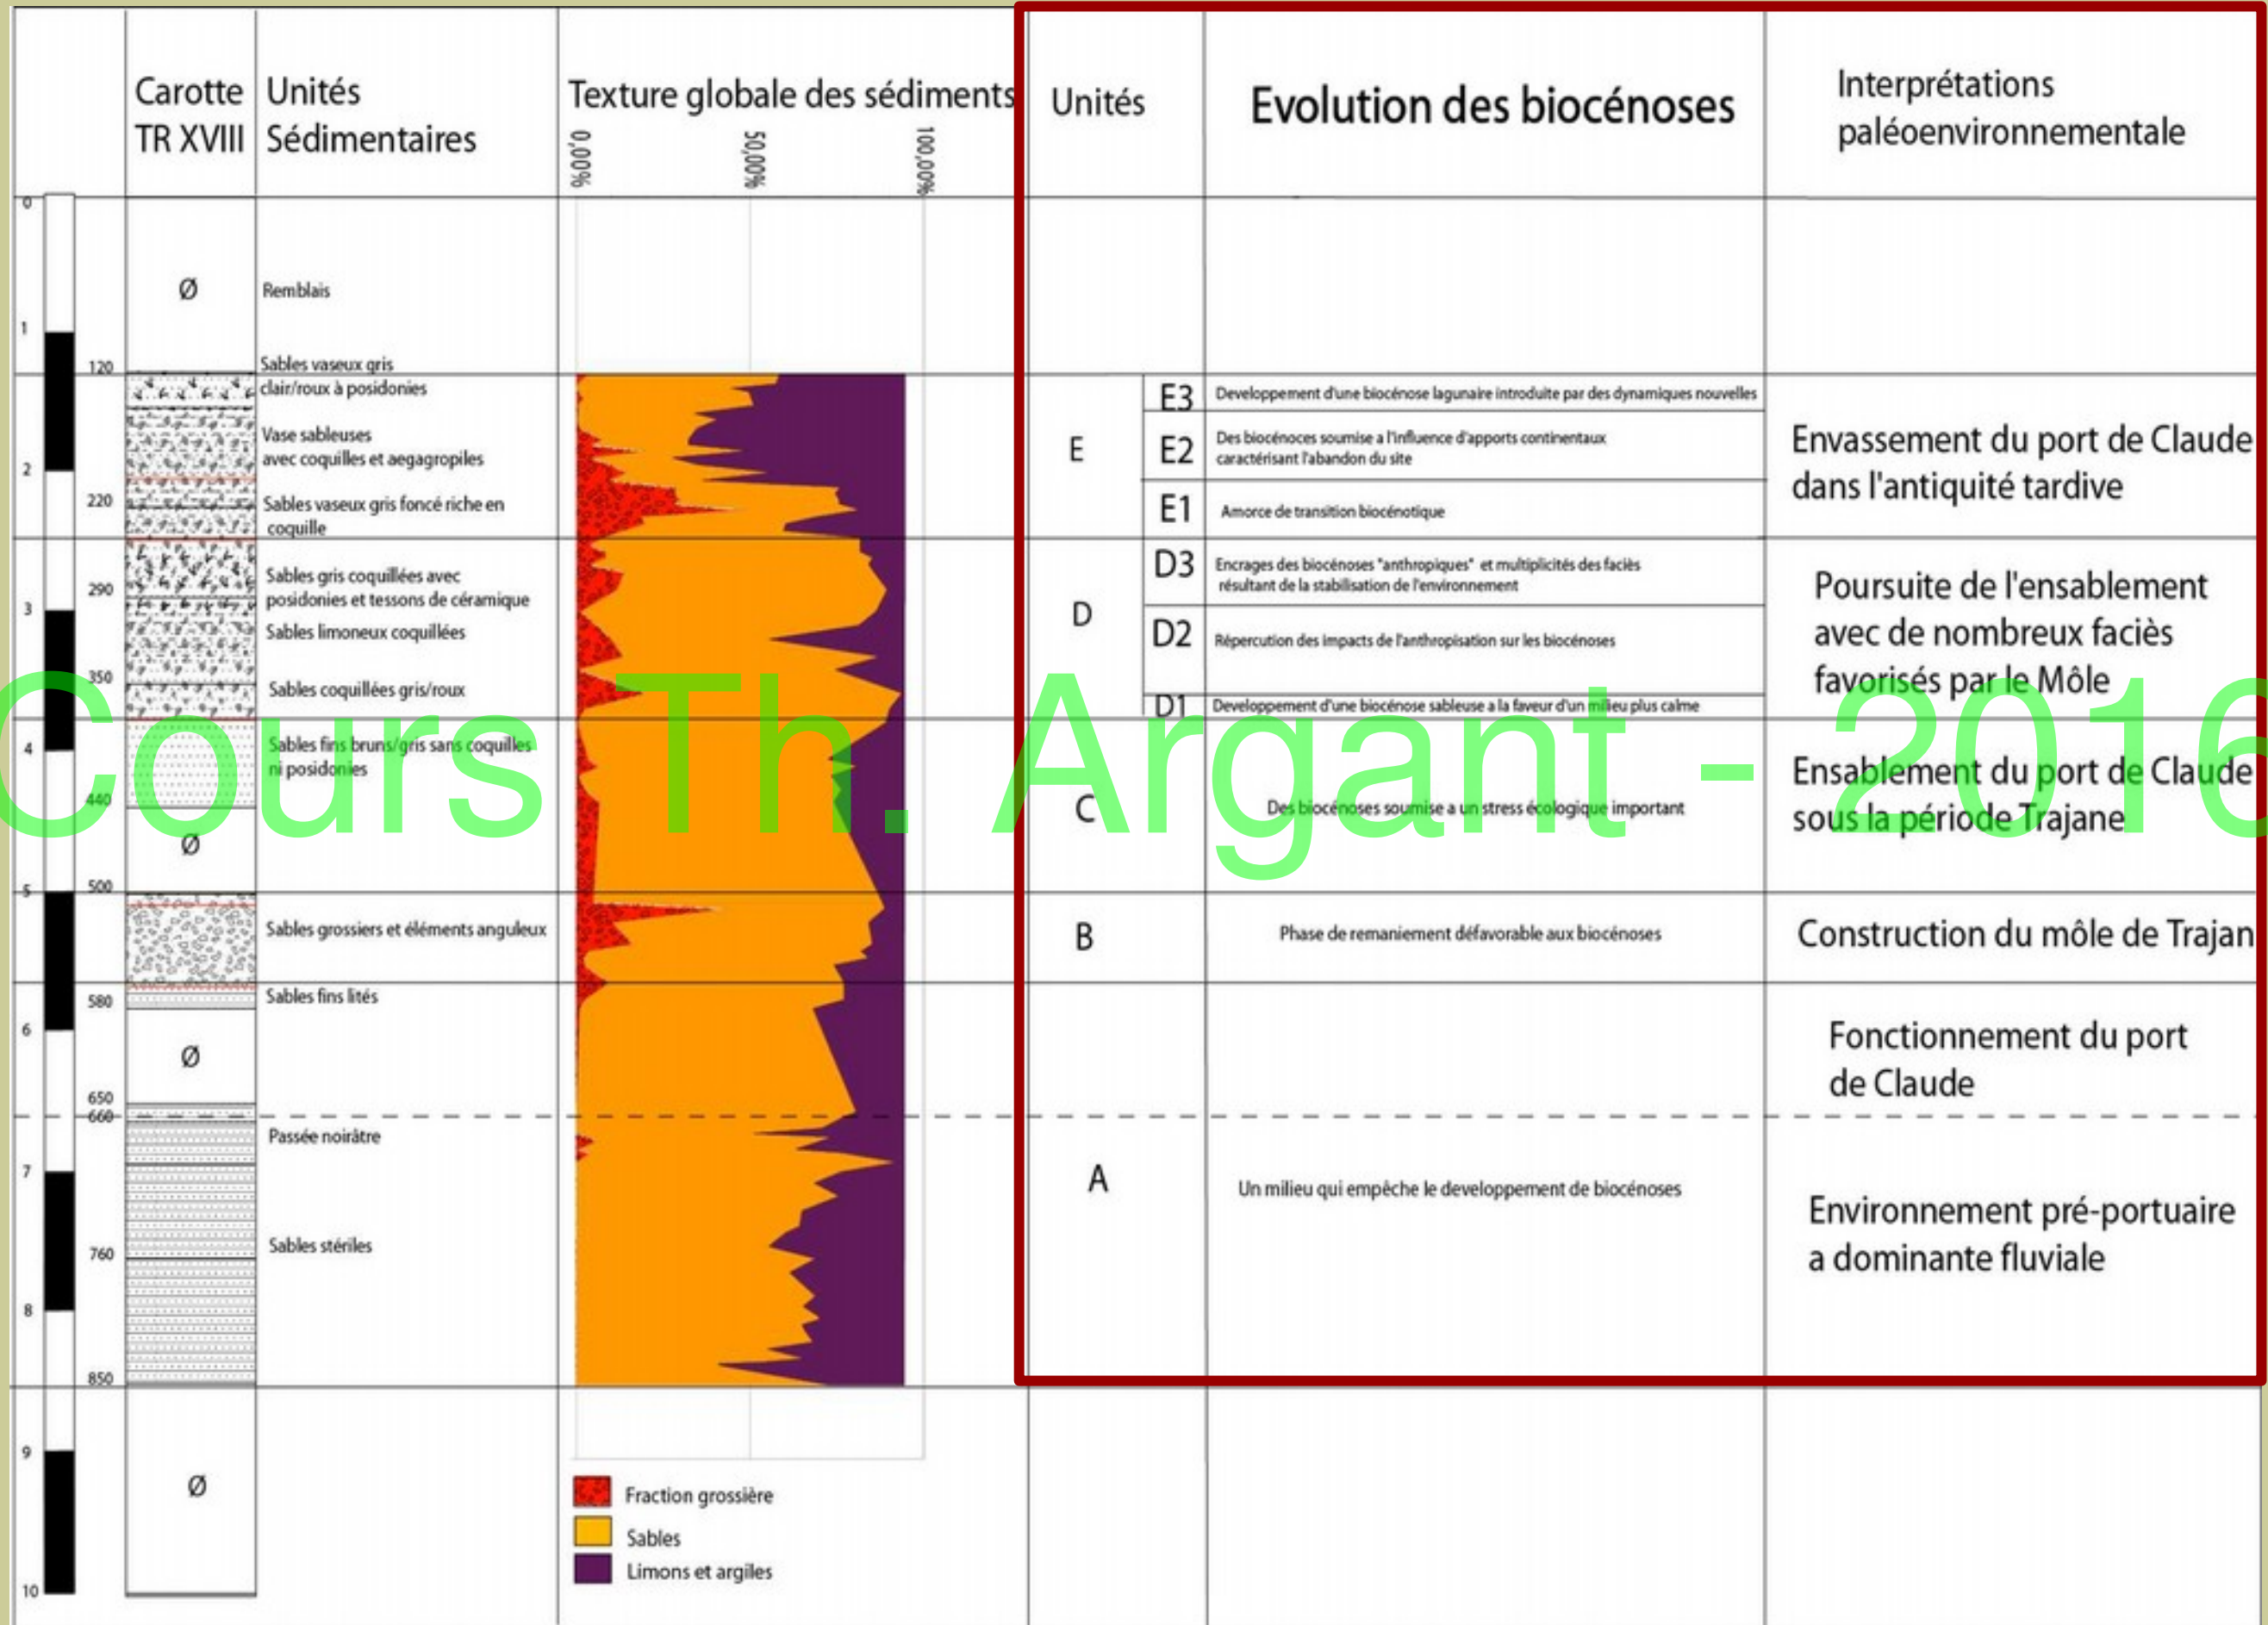 Carotte
TR XVIII
Unités
Sédimentaires
Texture globale des sédiments
0,00%
50,00%
100,00%
Unités
Evolution des biocénoses
Interprétations
paléoenvironnementale
0
1
2
3
4
5
6
7
8
9
10
120
220
290
350
440
500
580
650
660
760
850
Ø
Ø
Ø
Ø
Remblais
Sables vaseux gris
clair/roux à posidonies
Vase sableuses
avec coquilles et aegagropiles
Sables vaseux gris foncé riche en
coquille
Sables gris coquillées avec
posidonies et tessons de céramique
Sables limoneux coquillées
Sables coquillées gris/roux
Sables fins bruns/gris sans coquilles
ni posidonies
Sables grossiers et éléments anguleux
Sables fins lités
Passée noirâtre
Sables stériles
Fraction grossière
Sables
Limons et argiles
E
E3
Developpement d'une biocénose lagunaire introduite par des dynamiques nouvelles
E2
Des biocénoces soumise a l'influence d'apports continentaux
caractérisant l'abandon du site
E1
Amorce de transition biocénotique
Envassement du port de Claude
dans l'antiquité tardive
D
D3
Encrages des biocénoses "anthropiques" et multiplicités des faciès
résultant de la stabilisation de l'environnement
D2
Répercution des impacts de l'anthropisation sur les biocénoses
D1
Developpement d'une biocénose sableuse a la faveur d'un milieu plus calme
Poursuite de l'ensablement
avec de nombreux faciès
favorisés par le Môle
C
Des biocénoses soumise a un stress écologique important
Ensablement du port de Claude
sous la période Trajane
B
Phase de remaniement défavorable aux biocénoses
Construction du môle de Trajan
Fonctionnement du port
de Claude
A
Un milieu qui empêche le developpement de biocénoses
Environnement pré-portuaire
a dominante fluviale
Cours Th. Argant - 2016